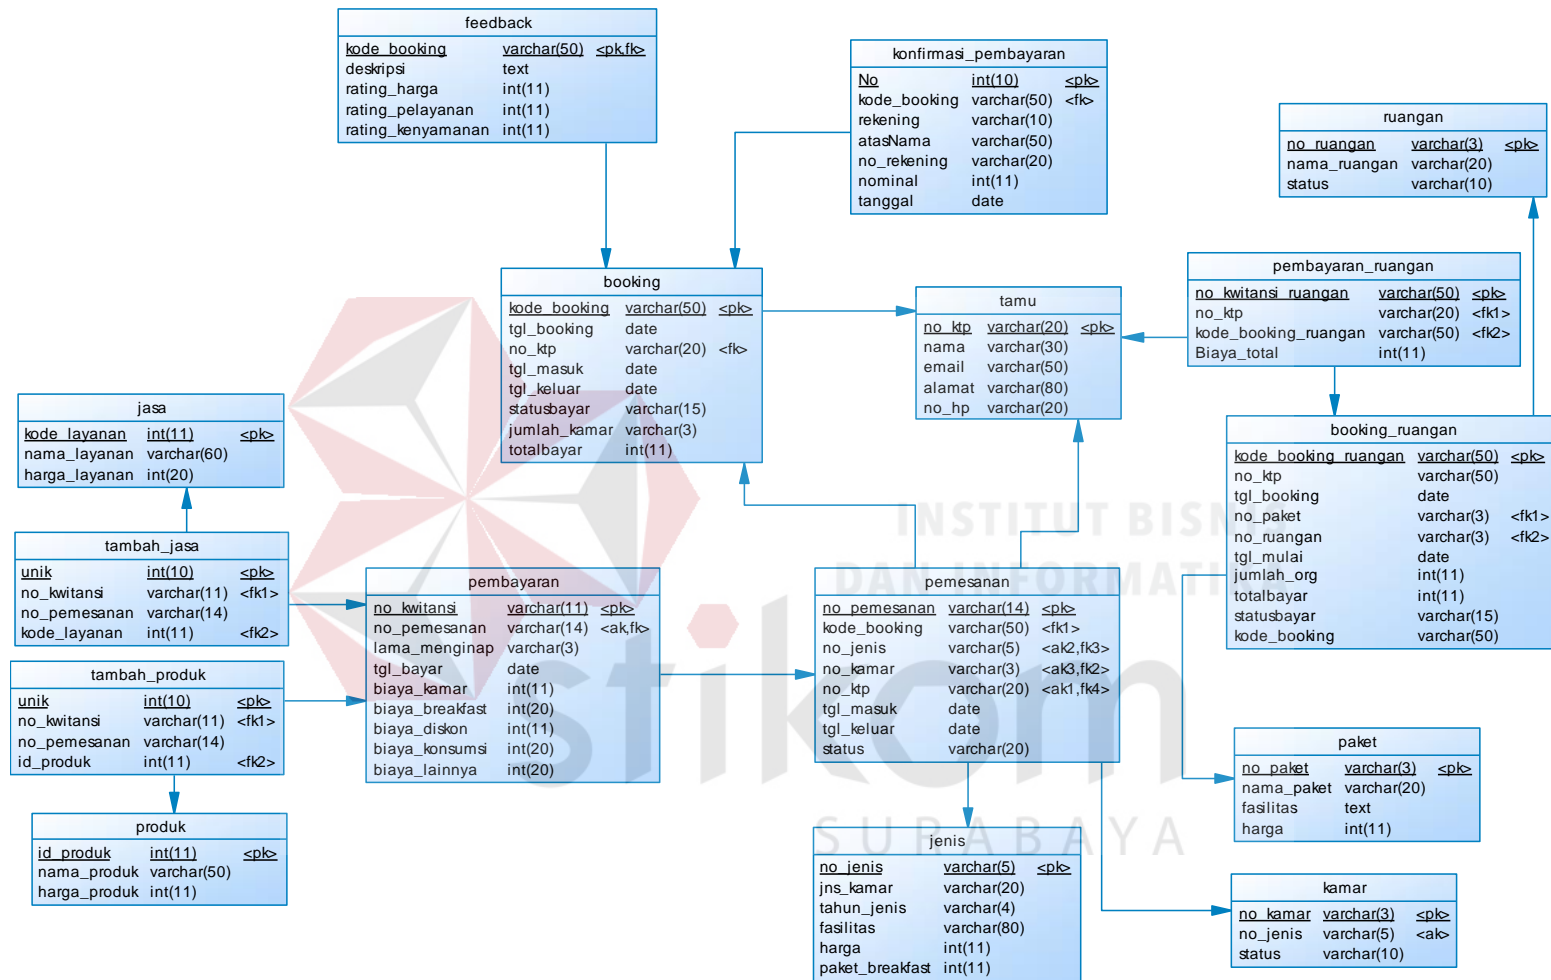 feedback
kode_booking varchar(50) <pk,fk>
deskripsi text
rating_harga int(11)
rating_pelayanan int(11)
rating_kenyamanan int(11)
konfirmasi_pembayaran
No int(10) <pk>
kode_booking varchar(50) <fk>
rekening varchar(10)
atasNama varchar(50)
no_rekening varchar(20)
nominal int(11)
tanggal date
ruangan
no_ruangan varchar(3) <pk>
nama_ruangan varchar(20)
status varchar(10)
booking
kode_booking varchar(50) <pk>
tgl_booking date
no_ktp varchar(20) <fk>
tgl_masuk date
tgl_keluar date
statusbayar varchar(15)
jumlah_kamar varchar(3)
totalbayar int(11)
tamu
no_ktp varchar(20) <pk>
nama varchar(30)
email varchar(50)
alamat varchar(80)
no_hp varchar(20)
pembayaran_ruangan
no_kwitansi_ruangan varchar(50) <pk>
no_ktp varchar(20) <fk1>
kode_booking_ruangan varchar(50) <fk2>
Biaya_total int(11)
jasa
kode_layanan int(11) <pk>
nama_layanan varchar(60)
harga_layanan int(20)
booking_ruangan
kode_booking_ruangan varchar(50) <pk>
no_ktp varchar(50)
tgl_booking date
no_paket varchar(3) <fk1>
no_ruangan varchar(3) <fk2>
tgl_mulai date
jumlah_org int(11)
totalbayar int(11)
statusbayar varchar(15)
kode_booking varchar(50)
tambah_jasa
unik int(10) <pk>
no_kwitansi varchar(11) <fk1>
no_pemesanan varchar(14)
kode_layanan int(11) <fk2>
pembayaran
no_kwitansi varchar(11) <pk>
no_pemesanan varchar(14) <ak,fk>
lama_menginap varchar(3)
tgl_bayar date
biaya_kamar int(11)
biaya_breakfast int(20)
biaya_diskon int(11)
biaya_konsumsi int(20)
biaya_lainnya int(20)
pemesanan
no_pemesanan varchar(14) <pk>
kode_booking varchar(50) <fk1>
no_jenis varchar(5) <ak2,fk3>
no_kamar varchar(3) <ak3,fk2>
no_ktp varchar(20) <ak1,fk4>
tgl_masuk date
tgl_keluar date
status varchar(20)
tambah_produk
unik int(10) <pk>
no_kwitansi varchar(11) <fk1>
no_pemesanan varchar(14)
id_produk int(11) <fk2>
paket
no_paket varchar(3) <pk>
nama_paket varchar(20)
fasilitas text
harga int(11)
produk
id_produk int(11) <pk>
nama_produk varchar(50)
harga_produk int(11)
jenis
no_jenis varchar(5) <pk>
jns_kamar varchar(20)
tahun_jenis varchar(4)
fasilitas varchar(80)
harga int(11)
paket_breakfast int(11)
kamar
no_kamar varchar(3) <pk>
no_jenis varchar(5) <ak>
status varchar(10)
INSTITUT BISNIS
DAN INFORMATIKA
stikom
SURABAYA